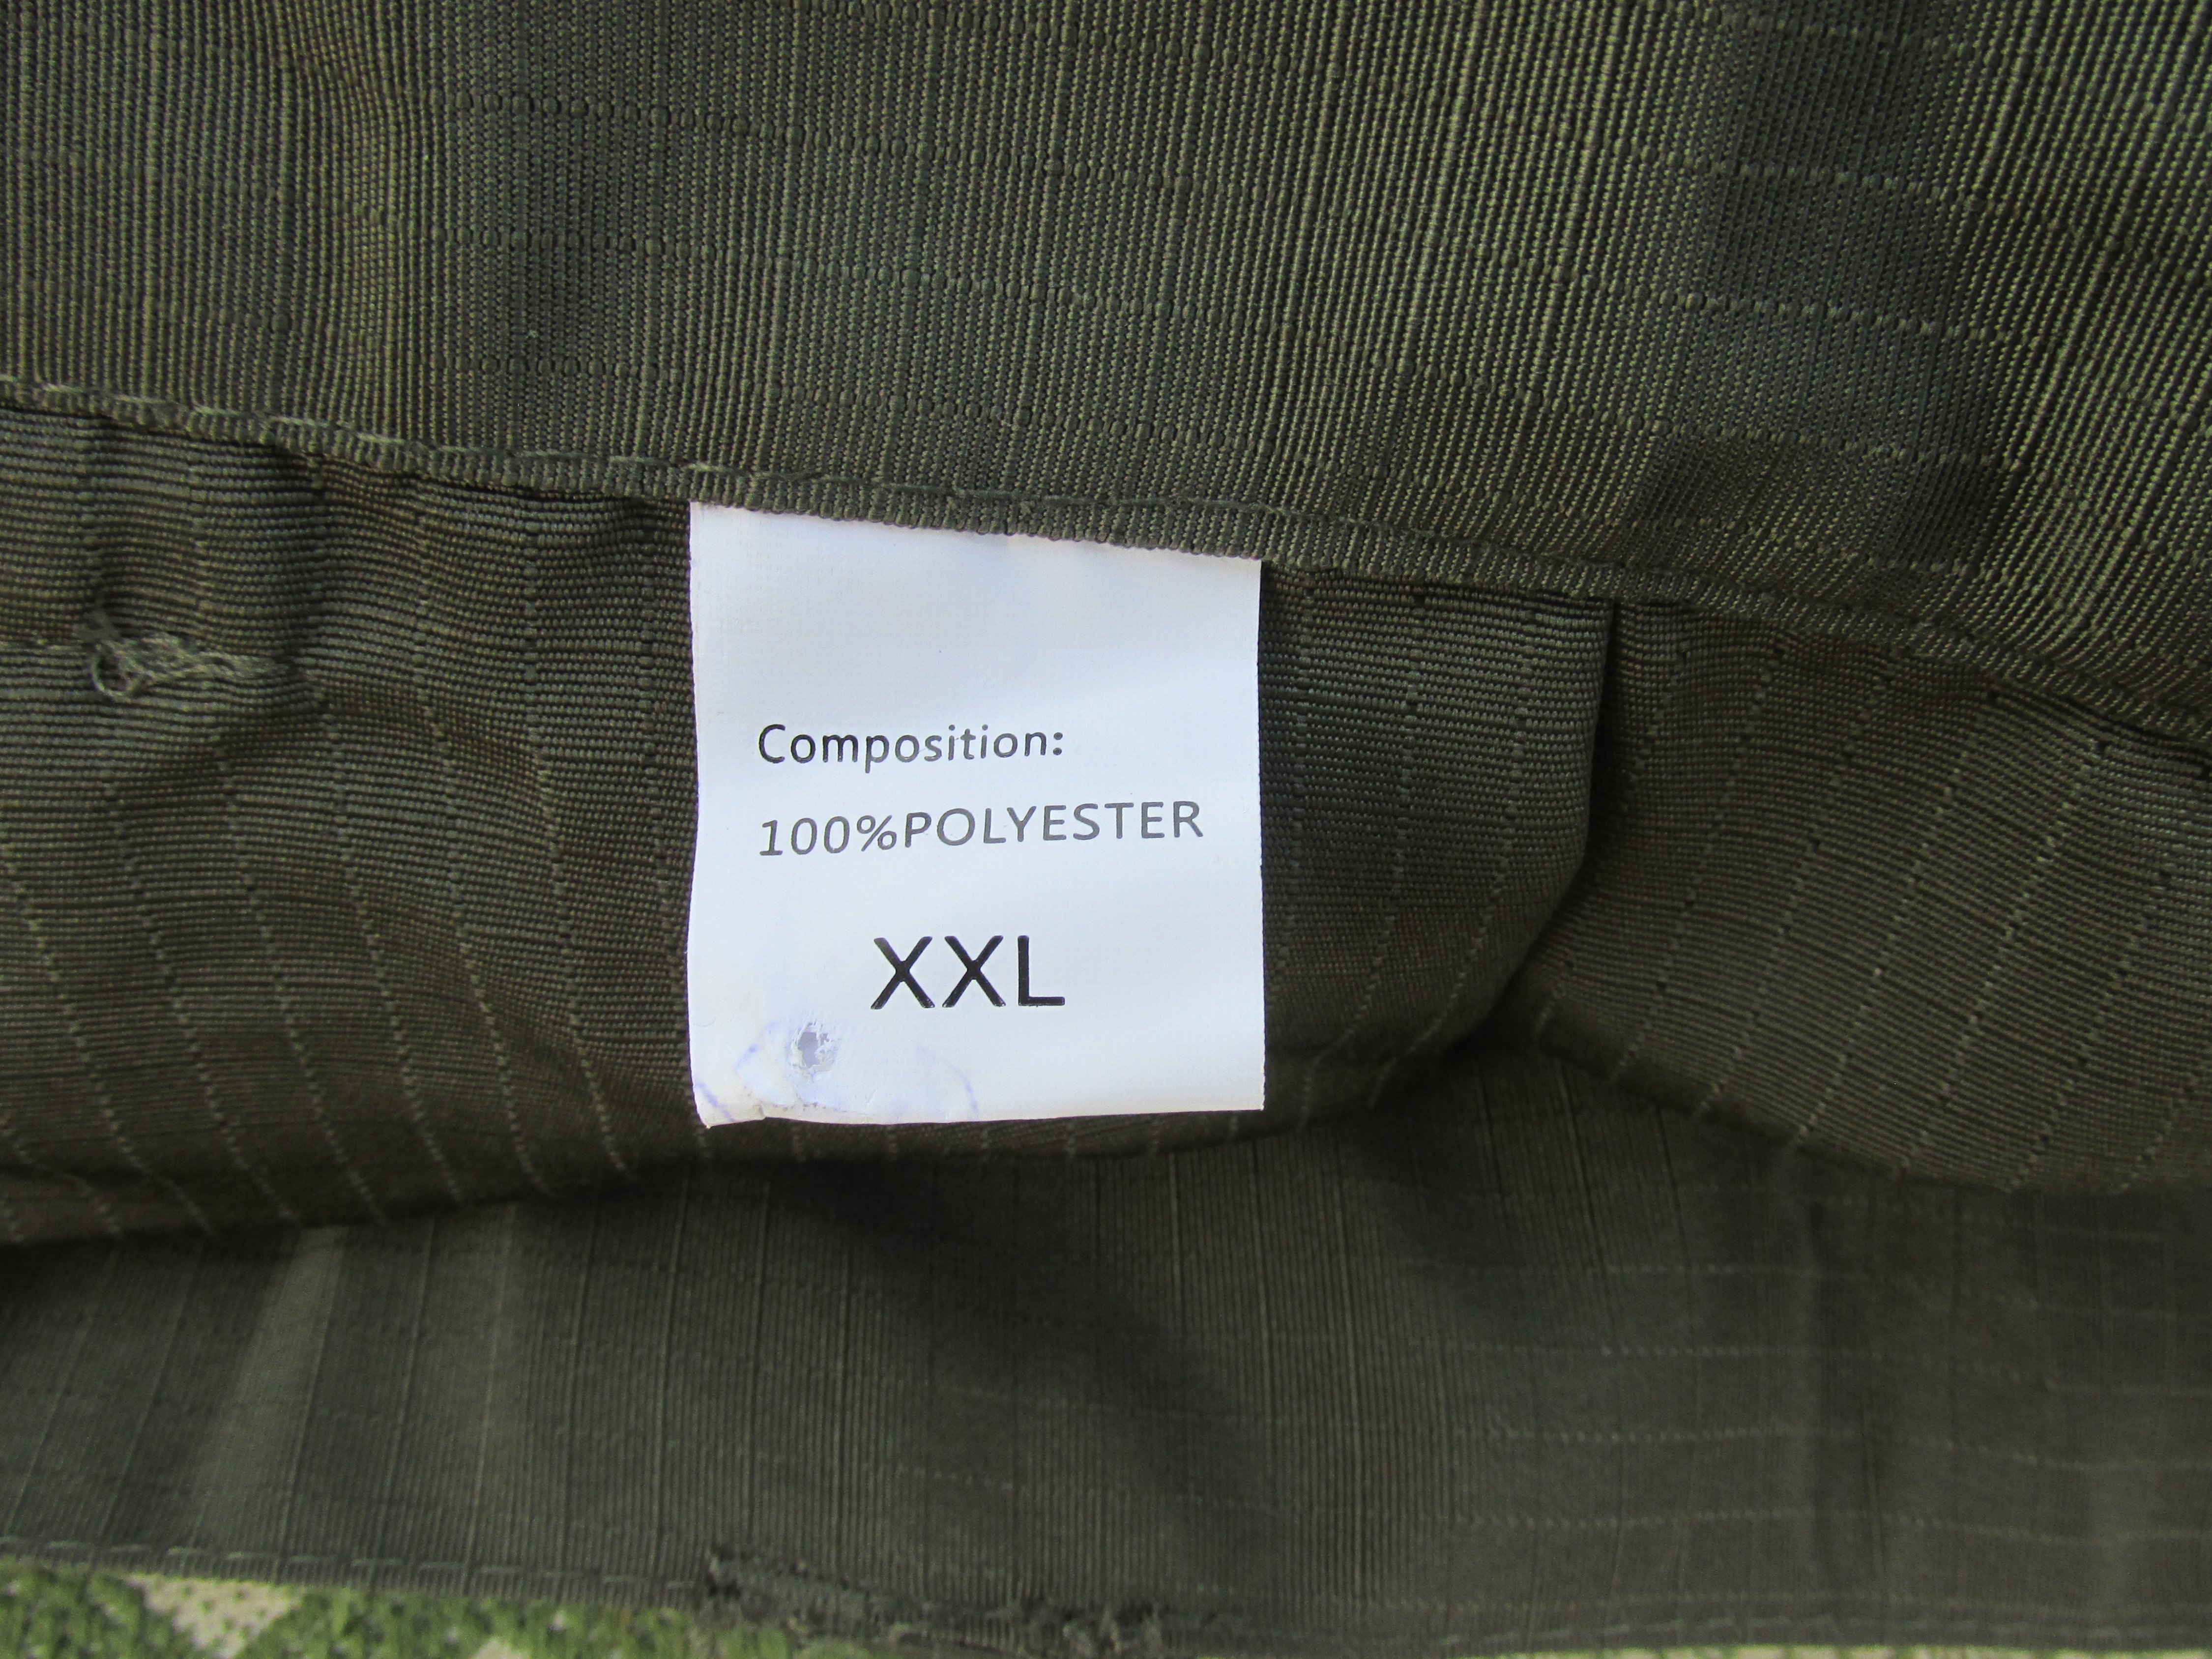 Composition:
100%POLYESTER
XXL